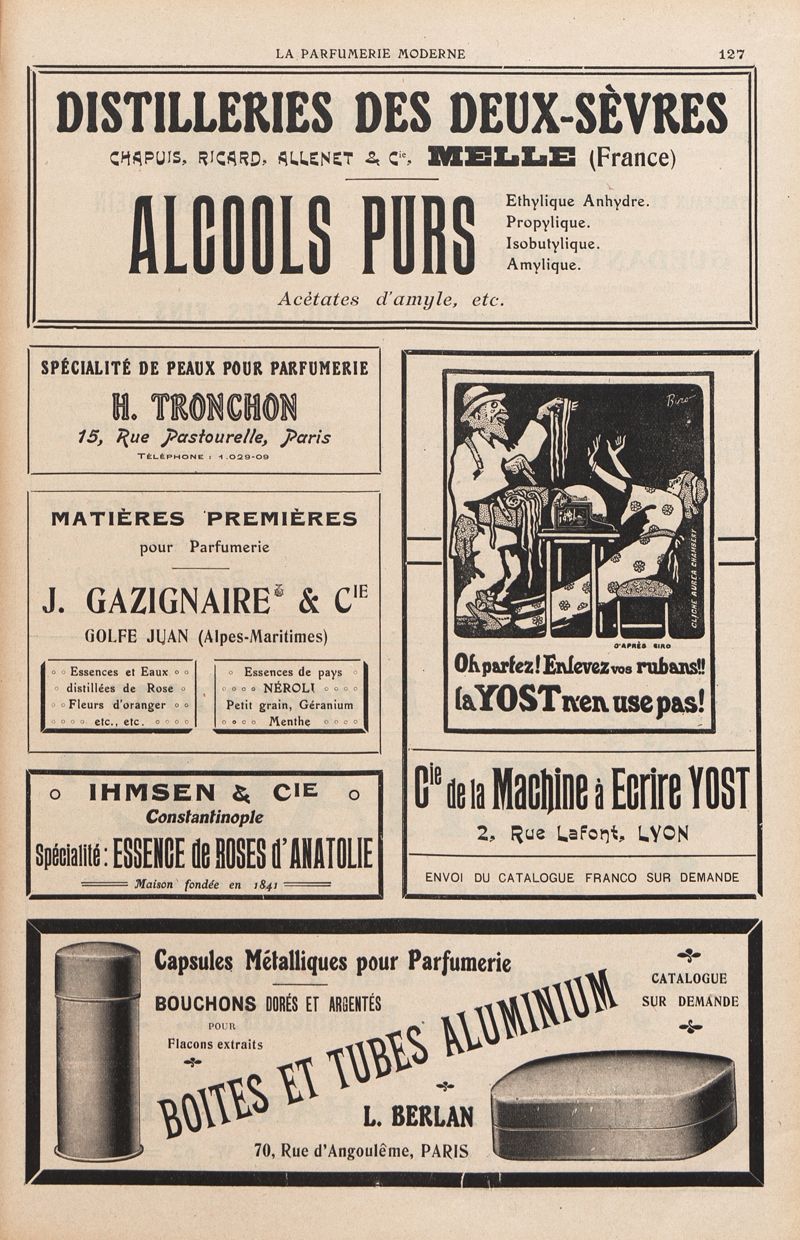 LA PARFUMERIE MODERNE 127
DISTILLERIES DES DEUX-SÈVRES
CHAPUIS, RICARD, ALLENET & Cie, MELLE (France)
ALCOOLS PURS
Ethylique Anhydre.
Propylique.
Isobutylique.
Amylique.
Acétates d'amyle, etc.
SPÉCIALITÉ DE PEAUX POUR PARFUMERIE
H. TRONCHON
15, Rue Pastourelle, Paris
TÉLÉPHONE : 1.029-09
MATIÈRES PREMIÈRES
pour Parfumerie
J. GAZIGNAIRE & CIE
GOLFE JUAN (Alpes-Maritimes)
Essences et Eaux
distillées de Rose
Fleurs d'oranger
etc., etc.
Essences de pays
NÉROLI
Petit grain, Géranium
Menthe
IHMSEN & CIE
Constantinople
Spécialité : ESSENCE de ROSES d'ANATOLIE
Maison fondée en 1841
Biro
CLICHÉ AUREA CHAMBERT
D'APRÈS BIRO
Oh partez! Enlevez vos rubans!!
la YOST n'en use pas!
Cie de la Machine à Ecrire YOST
2, Rue Lafont, LYON
ENVOI DU CATALOGUE FRANCO SUR DEMANDE
Capsules Métalliques pour Parfumerie
BOUCHONS DORÉS ET ARGENTÉS
POUR
Flacons extraits
CATALOGUE
SUR DEMANDE
BOITES ET TUBES ALUMINIUM
L. BERLAN
70, Rue d'Angoulême, PARIS